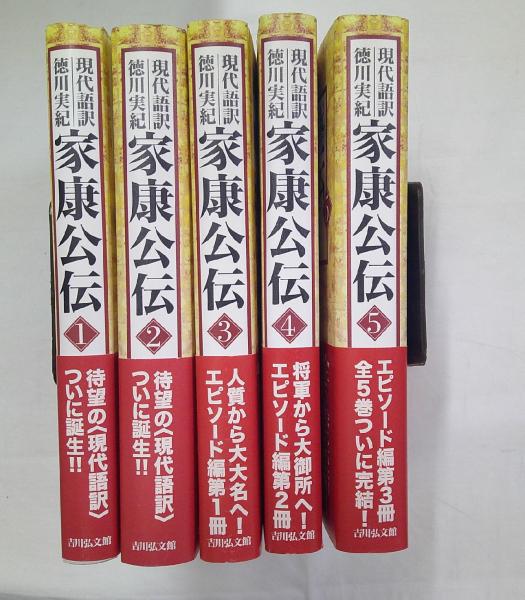 現代語訳
徳川実紀
家康公伝
1
待望の〈現代語訳〉
ついに誕生!!
吉川弘文館
現代語訳
徳川実紀
家康公伝
2
待望の〈現代語訳〉
ついに誕生!!
吉川弘文館
現代語訳
徳川実紀
家康公伝
3
人質から大大名へ!
エピソード編第1冊
吉川弘文館
現代語訳
徳川実紀
家康公伝
4
将軍から大御所へ!
エピソード編第2冊
吉川弘文館
現代語訳
徳川実紀
家康公伝
5
エピソード編第3冊
全5巻ついに完結!
吉川弘文館